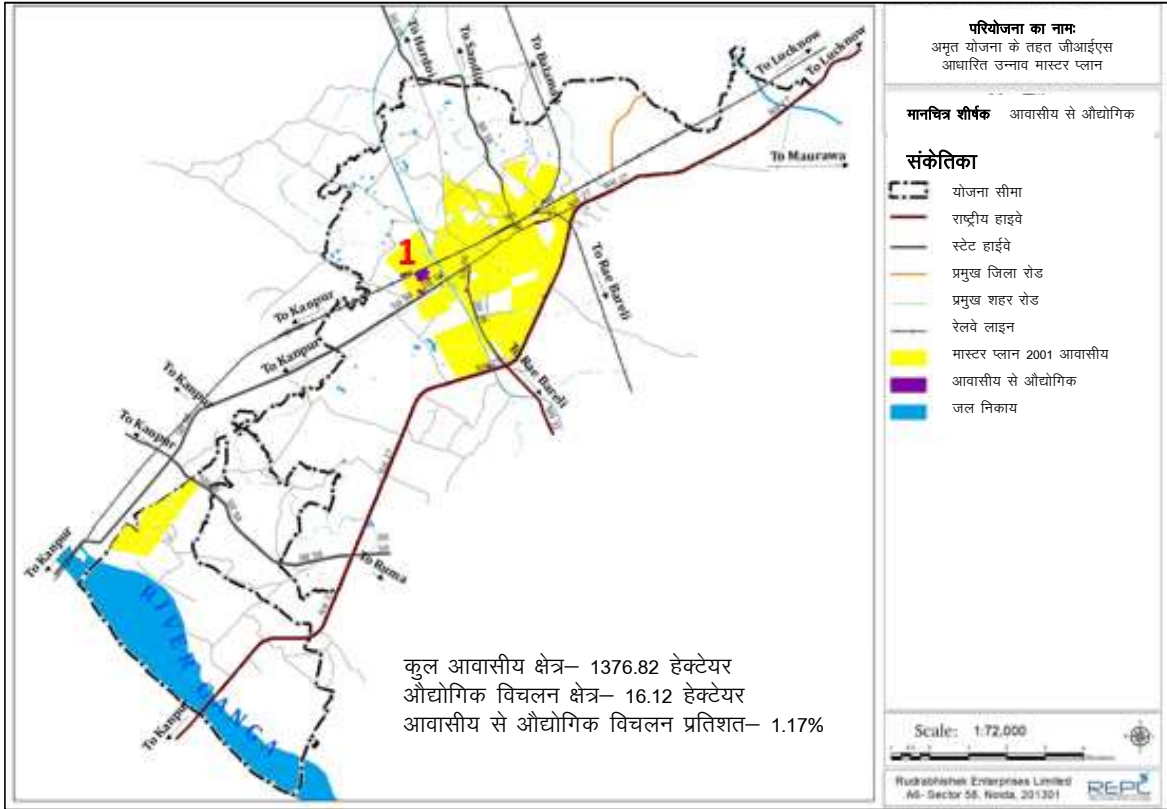 To Hardoi
To Sandila
To Lucknow
To Lucknow
To Maurawa
1
To Rae Bareli
To Kanpur
To Kanpur
To Rae Bareli
To Kanpur
To Kanpur
To Kanpur
To Ruma
RIVER GANGA
To Kanpur
कुल आवासीय क्षेत्र– 1376.82 हेक्टेयर
औद्योगिक विचलन क्षेत्र– 16.12 हेक्टेयर
आवासीय से औद्योगिक विचलन प्रतिशत– 1.17%
परियोजना का नामः
अमृत योजना के तहत जीआईएस
आधारित उन्नाव मास्टर प्लान
मानचित्र शीर्षक आवासीय से औद्योगिक
संकेतिका
योजना सीमा
राष्ट्रीय हाइवे
स्टेट हाईवे
प्रमुख जिला रोड
प्रमुख शहर रोड
रेलवे लाइन
मास्टर प्लान 2001 आवासीय
आवासीय से औद्योगिक
जल निकाय
Scale: 1:72,000
Rudrabhishek Enterprises Limited
A6- Sector 58, Noida, 201301
REPL